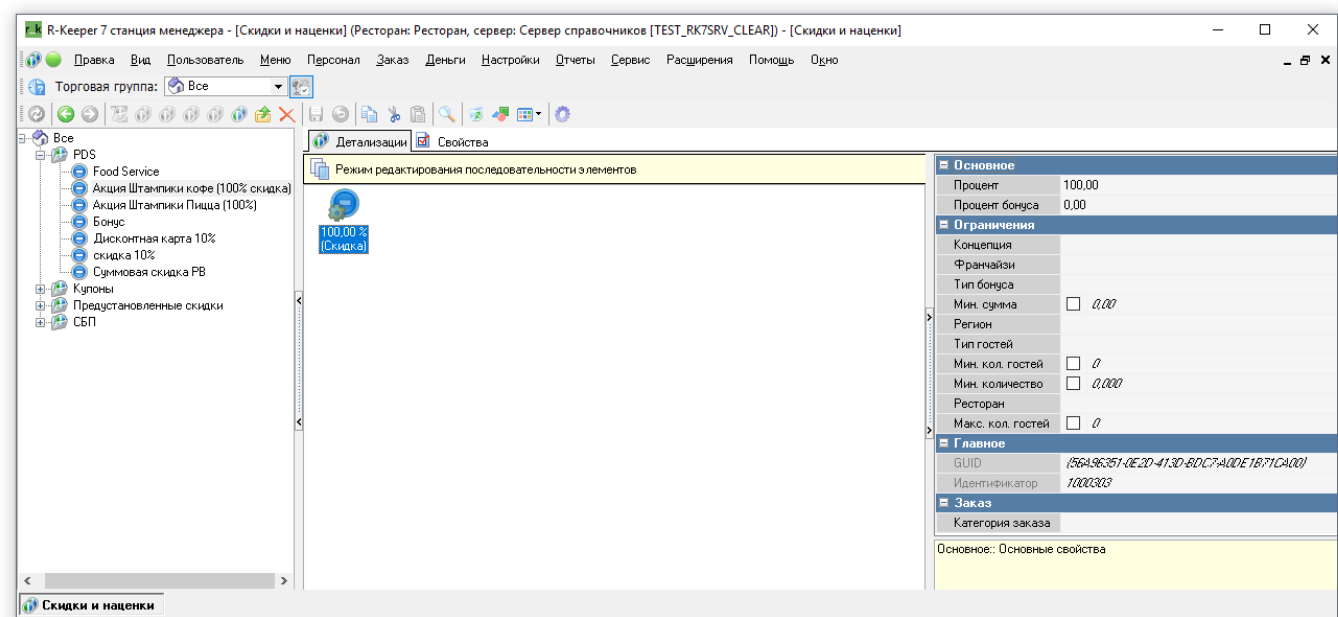 R-Keeper 7 станция менеджера - [Скидки и наценки] (Ресторан: Ресторан, сервер: Сервер справочников [TEST_RK7SRV_CLEAR]) - [Скидки и наценки]
Правка Вид Пользователь Меню Персонал Заказ Деньги Настройки Отчеты Сервис Расширения Помощь Окно
Торговая группа: Все
Все
PDS
Food Service
Акция Штампики кофе (100% скидка)
Акция Штампики Пицца (100%)
Бонус
Дисконтная карта 10%
скидка 10%
Суммовая скидка РВ
Купоны
Предустановленные скидки
СБП
Детализации Свойства
Режим редактирования последовательности элементов
100,00 %
(Скидка)
Основное
Процент 100,00
Процент бонуса 0,00
Ограничения
Концепция
Франчайзи
Тип бонуса
Мин. сумма 0,00
Регион
Тип гостей
Мин. кол. гостей 0
Мин. количество 0,000
Ресторан
Макс. кол. гостей 0
Главное
GUID {56A96351-0E2D-413D-BDC7-A0DE1B71CA00}
Идентификатор 1000303
Заказ
Категория заказа
Основное:: Основные свойства
Скидки и наценки